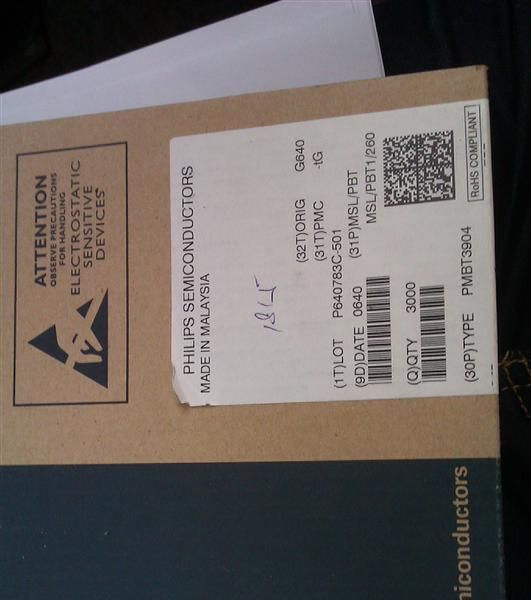 ATTENTION
OBSERVE PRECAUTIONS
FOR HANDLING
ELECTROSTATIC
SENSITIVE
DEVICES
PHILIPS SEMICONDUCTORS
MADE IN MALAYSIA
(32T)ORIG G640
(31T)PMC -tG
(1T)LOT P640783C-501
(9D)DATE 0640
(31P)MSL/PBT
MSL/PBT1/260
(Q)QTY 3000
(30P)TYPE PMBT3904
RoHS COMPLIANT
niconductors